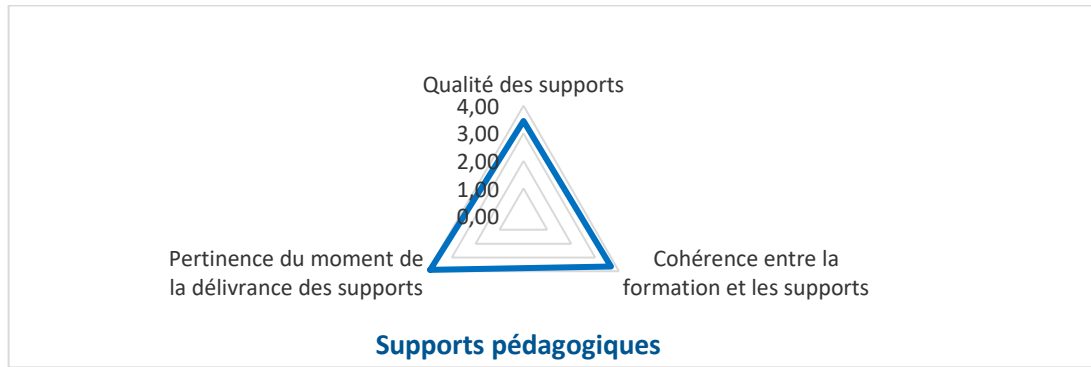 Qualité des supports
4,00
3,00
2,00
1,00
0,00
Pertinence du moment de
la délivrance des supports
Cohérence entre la
formation et les supports
Supports pédagogiques